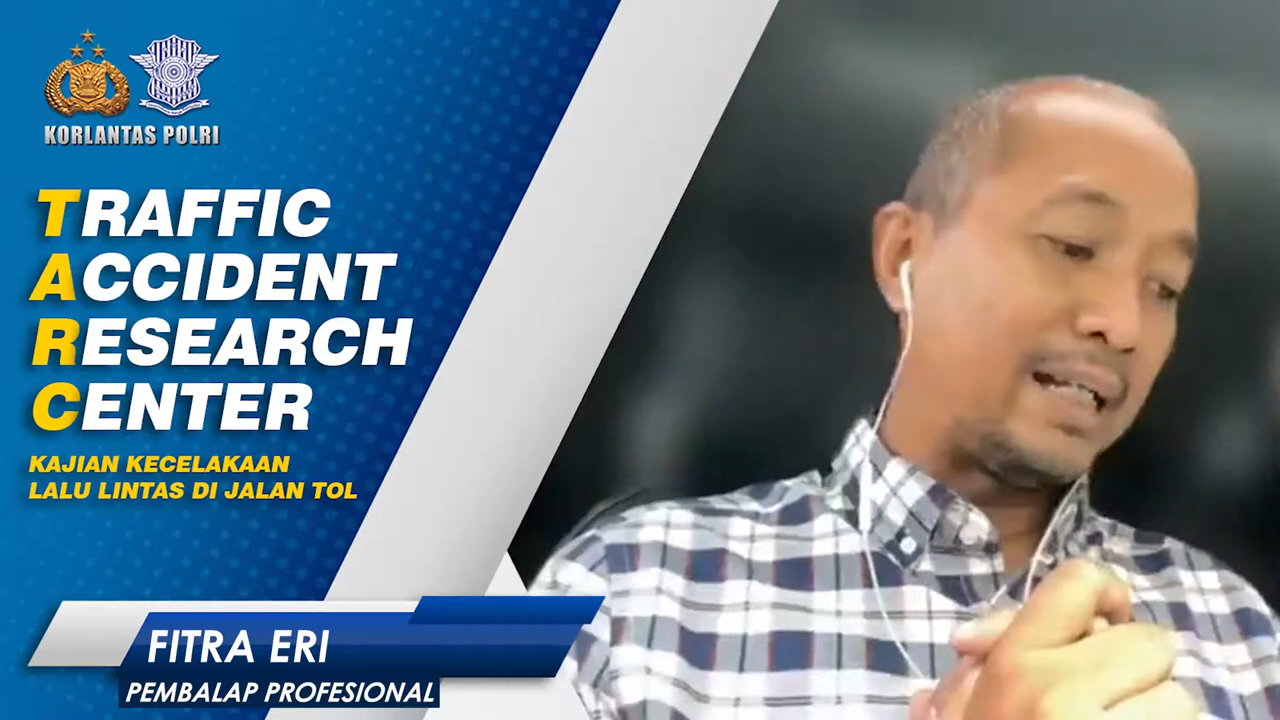 KORLANTAS POLRI
TRAFFIC
ACCIDENT
RESEARCH
CENTER
KAJIAN KECELAKAAN
LALU LINTAS DI JALAN TOL
FITRA ERI
PEMBALAP PROFESIONAL